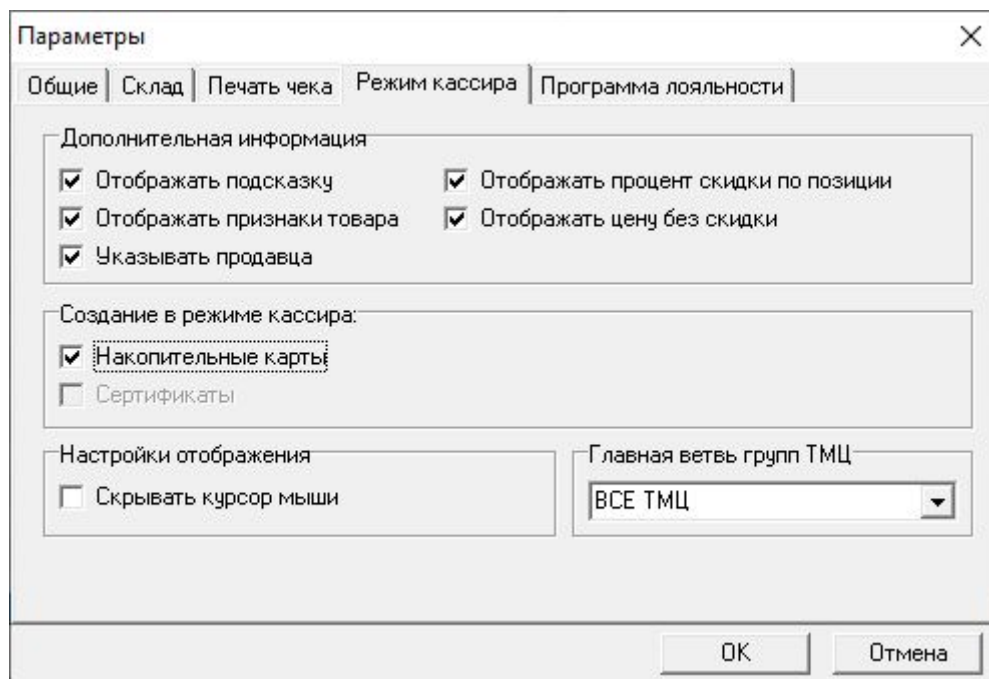 Параметры
Общие Склад Печать чека Режим кассира Программа лояльности
Дополнительная информация
Отображать подсказку Отображать процент скидки по позиции
Отображать признаки товара Отображать цену без скидки
Указывать продавца
Создание в режиме кассира:
Накопительные карты
Сертификаты
Настройки отображения Главная ветвь групп ТМЦ
Скрывать курсор мыши ВСЕ ТМЦ
OK Отмена